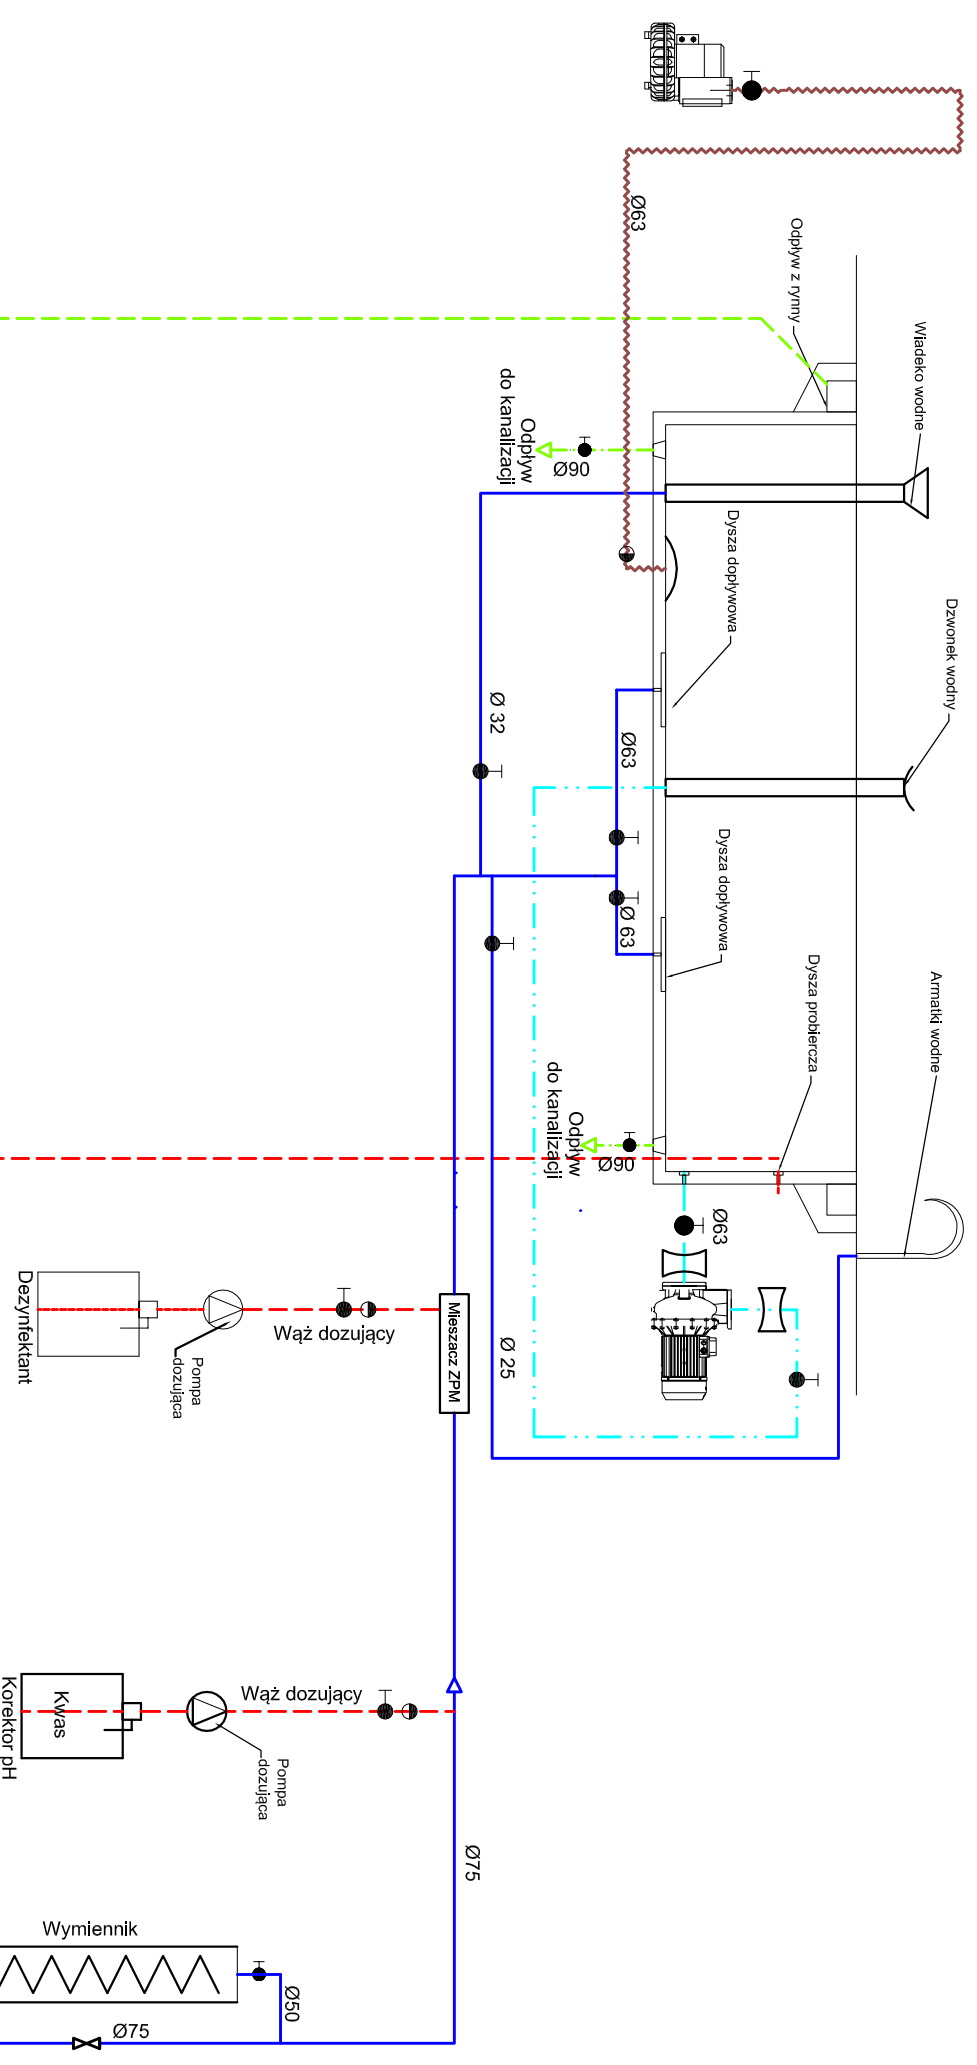 Ø63
Odpływ z rynny
Wiadeko wodne
Odpływ
do kanalizacji
Ø90
Dysza dopływowa
Dzwonek wodny
Ø 32
Ø63
Dysza dopływowa
Ø 63
Dysza probiercza
Armatki wodne
Odpływ
do kanalizacji
Ø90
Ø63
Dezynfektant
Pompa
dozująca
Wąż dozujący
Mieszacz ZPM
Ø 25
Korektor pH
Kwas
Wąż dozujący
Pompa
dozująca
Ø75
Wymiennik
Ø50
Ø75